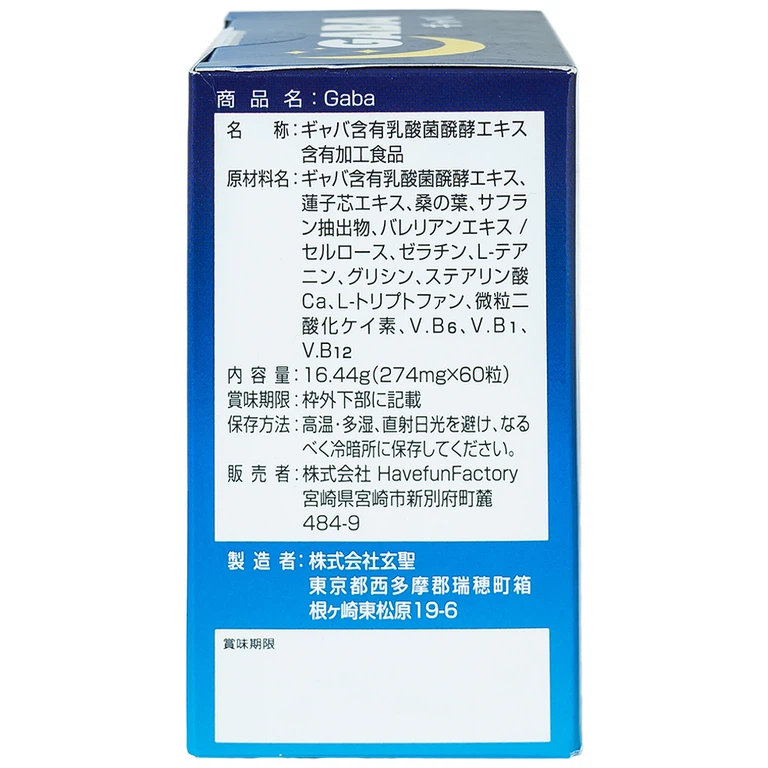 GABA ギャバ
商品名:Gaba
名　称:ギャバ含有乳酸菌醗酵エキス
含有加工食品
原材料名:ギャバ含有乳酸菌醗酵エキス、
蓮子芯エキス、桑の葉、サフラ
ン抽出物、バレリアンエキス/
セルロース、ゼラチン、L-テア
ニン、グリシン、ステアリン酸
Ca、L-トリプトファン、微粒二
酸化ケイ素、V.B6、V.B1、
V.B12
内容量:16.44g(274mg×60粒)
賞味期限:枠外下部に記載
保存方法:高温・多湿、直射日光を避け、なる
べく冷暗所に保存してください。
販売者:株式会社 HavefunFactory
宮崎県宮崎市新別府町麓
484-9
製造者:株式会社玄聖
東京都西多摩郡瑞穂町箱
根ヶ崎東松原19-6
賞味期限